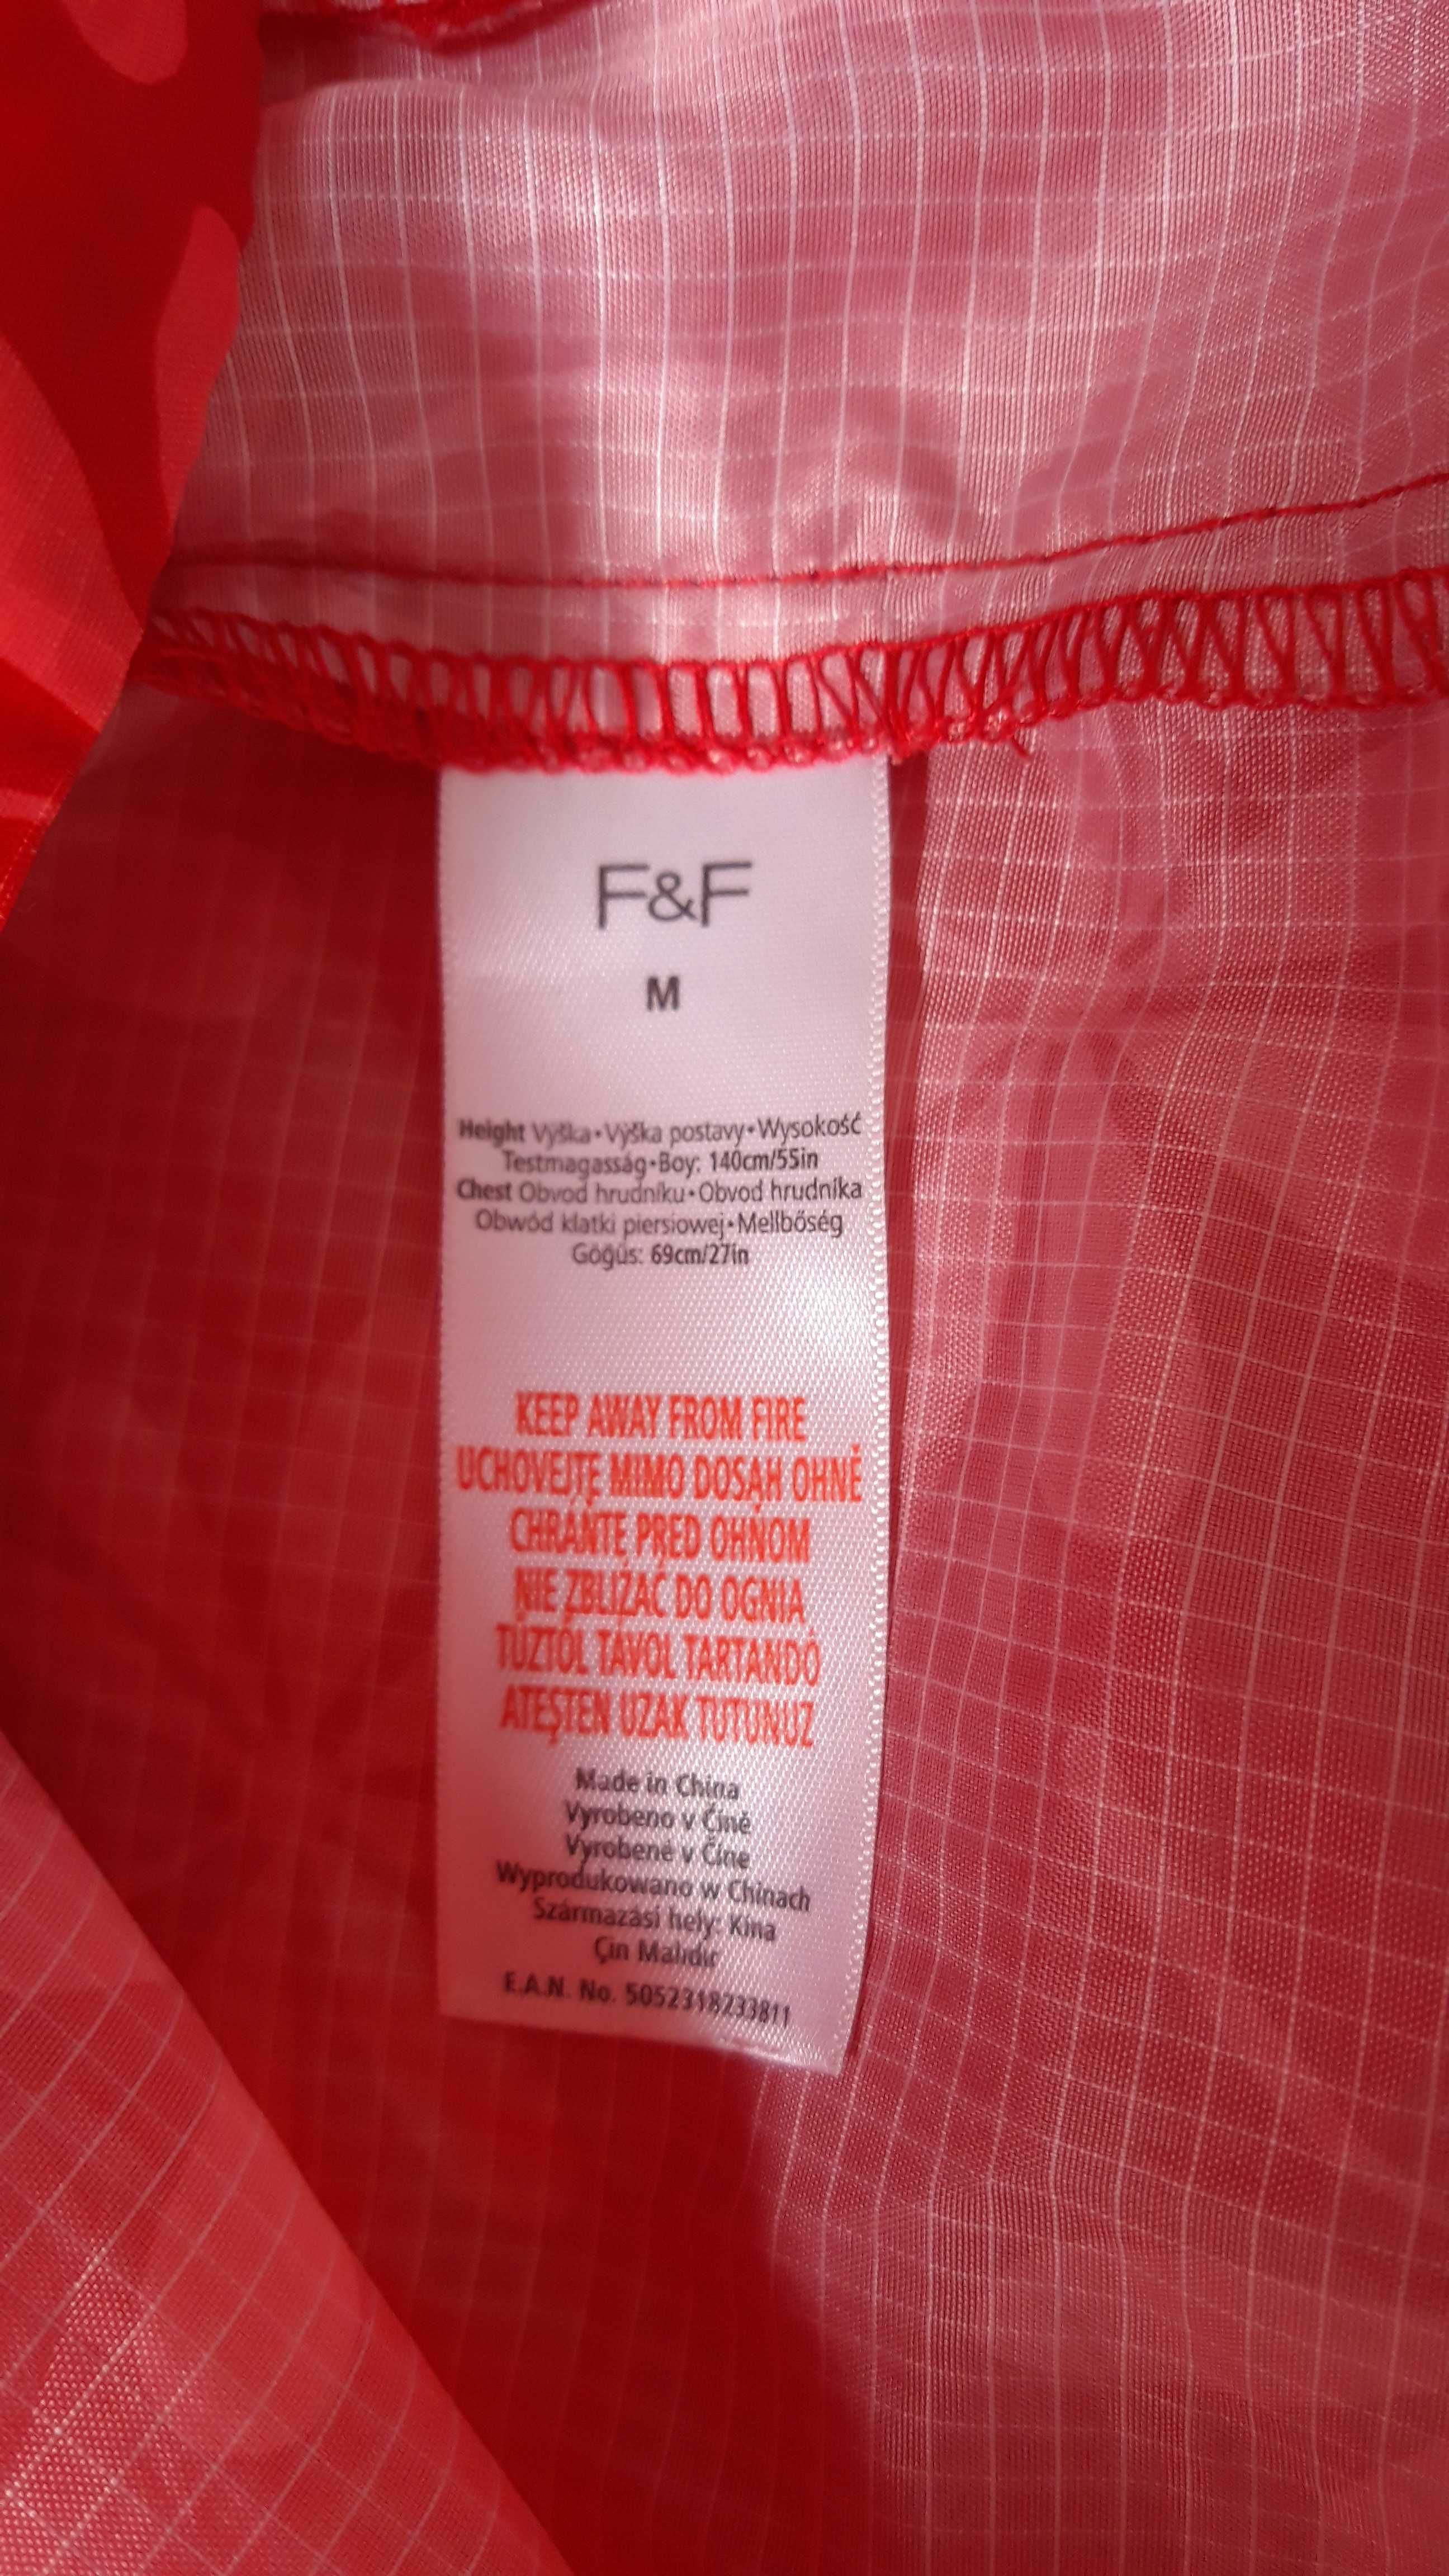 F&F
M
Height Výška•Výška postavy•Wysokość
Testmagasság•Boy: 140cm/55in
Chest Obvod hrudníku•Obvod hrudníka
Obwód klatki piersiowej•Mellbőség
Göğüs: 69cm/27in
KEEP AWAY FROM FIRE
UCHOVEJTE MIMO DOSAH OHNĚ
CHRÁŇTE PRED OHŇOM
NIE ZBLIŻAĆ DO OGNIA
TŰZTŐL TÁVOL TARTANDÓ
ATEŞTEN UZAK TUTUNUZ
Made in China
Vyrobeno v Číně
Vyrobené v Číne
Wyprodukowano w Chinach
Származási hely: Kína
Çin Malıdır
E.A.N. No. 5052318233811